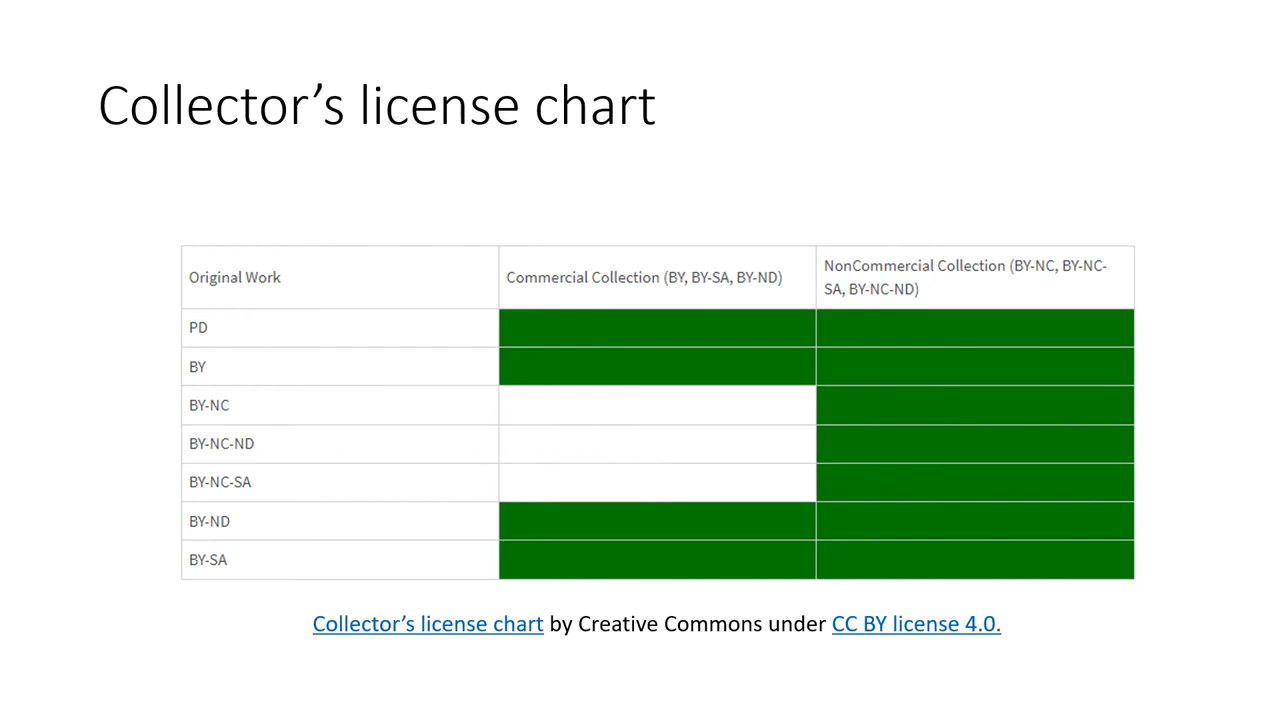 Collector’s license chart
Original Work
Commercial Collection (BY, BY-SA, BY-ND)
NonCommercial Collection (BY-NC, BY-NC-
SA, BY-NC-ND)
PD
BY
BY-NC
BY-NC-ND
BY-NC-SA
BY-ND
BY-SA
Collector’s license chart by Creative Commons under CC BY license 4.0.